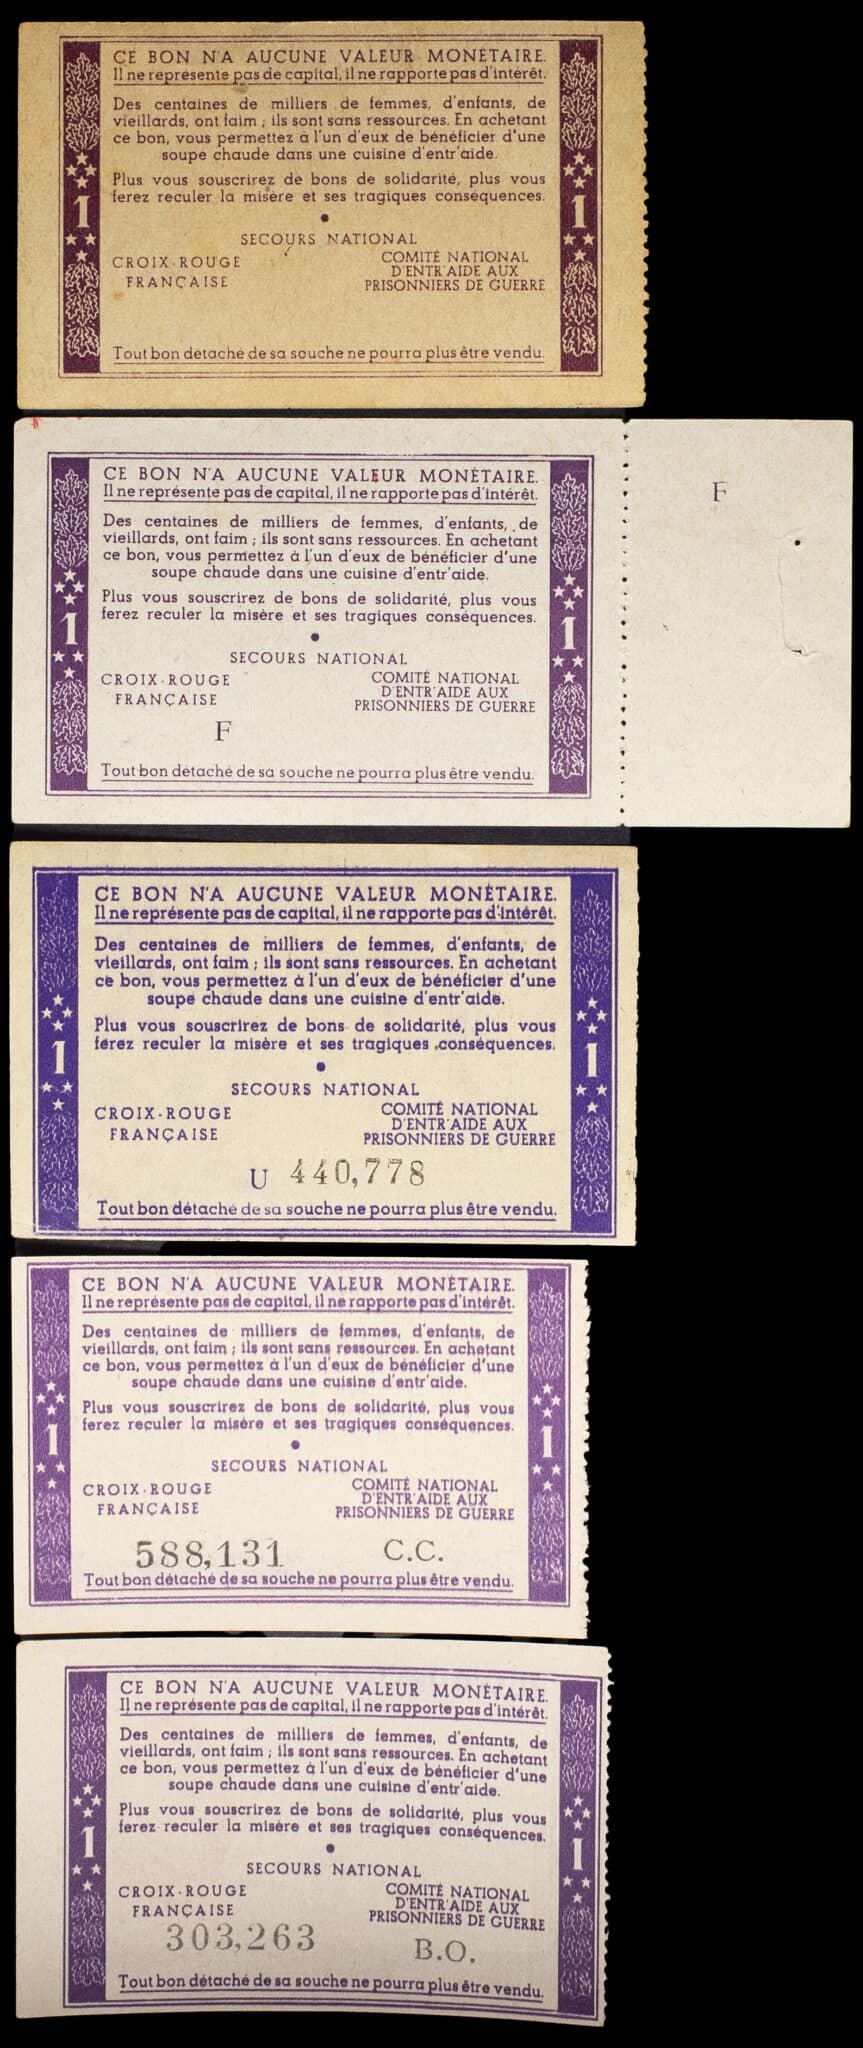 CE BON N'A AUCUNE VALEUR MONÉTAIRE.
Il ne représente pas de capital, il ne rapporte pas d'intérêt.
Des centaines de milliers de femmes, d'enfants, de
vieillards, ont faim ; ils sont sans ressources. En achetant
ce bon, vous permettez à l'un d'eux de bénéficier d'une
soupe chaude dans une cuisine d'entr'aide.
Plus vous souscrirez de bons de solidarité, plus vous
ferez reculer la misère et ses tragiques conséquences.
1 1
SECOURS NATIONAL
CROIX-ROUGE
FRANÇAISE
COMITÉ NATIONAL
D'ENTR'AIDE AUX
PRISONNIERS DE GUERRE
Tout bon détaché de sa souche ne pourra plus être vendu.
CE BON N'A AUCUNE VALEUR MONÉTAIRE.
Il ne représente pas de capital, il ne rapporte pas d'intérêt.
Des centaines de milliers de femmes, d'enfants, de
vieillards, ont faim ; ils sont sans ressources. En achetant
ce bon, vous permettez à l'un d'eux de bénéficier d'une
soupe chaude dans une cuisine d'entr'aide.
Plus vous souscrirez de bons de solidarité, plus vous
ferez reculer la misère et ses tragiques conséquences.
1 1
SECOURS NATIONAL
CROIX-ROUGE
FRANÇAISE
COMITÉ NATIONAL
D'ENTR'AIDE AUX
PRISONNIERS DE GUERRE
F
Tout bon détaché de sa souche ne pourra plus être vendu.
F
CE BON N'A AUCUNE VALEUR MONÉTAIRE.
Il ne représente pas de capital, il ne rapporte pas d'intérêt.
Des centaines de milliers de femmes, d'enfants, de
vieillards, ont faim ; ils sont sans ressources. En achetant
ce bon, vous permettez à l'un d'eux de bénéficier d'une
soupe chaude dans une cuisine d'entr'aide.
Plus vous souscrirez de bons de solidarité, plus vous
ferez reculer la misère et ses tragiques conséquences.
1 1
SECOURS NATIONAL
CROIX-ROUGE
FRANÇAISE
COMITÉ NATIONAL
D'ENTR'AIDE AUX
PRISONNIERS DE GUERRE
U 440,778
Tout bon détaché de sa souche ne pourra plus être vendu.
CE BON N'A AUCUNE VALEUR MONÉTAIRE.
Il ne représente pas de capital, il ne rapporte pas d'intérêt.
Des centaines de milliers de femmes, d'enfants, de
vieillards, ont faim ; ils sont sans ressources. En achetant
ce bon, vous permettez à l'un d'eux de bénéficier d'une
soupe chaude dans une cuisine d'entr'aide.
Plus vous souscrirez de bons de solidarité, plus vous
ferez reculer la misère et ses tragiques conséquences.
1 1
SECOURS NATIONAL
CROIX-ROUGE
FRANÇAISE
COMITÉ NATIONAL
D'ENTR'AIDE AUX
PRISONNIERS DE GUERRE
588,131 C.C.
Tout bon détaché de sa souche ne pourra plus être vendu.
CE BON N'A AUCUNE VALEUR MONÉTAIRE.
Il ne représente pas de capital, il ne rapporte pas d'intérêt.
Des centaines de milliers de femmes, d'enfants, de
vieillards, ont faim ; ils sont sans ressources. En achetant
ce bon, vous permettez à l'un d'eux de bénéficier d'une
soupe chaude dans une cuisine d'entr'aide.
Plus vous souscrirez de bons de solidarité, plus vous
ferez reculer la misère et ses tragiques conséquences.
1 1
SECOURS NATIONAL
CROIX-ROUGE
FRANÇAISE
COMITÉ NATIONAL
D'ENTR'AIDE AUX
PRISONNIERS DE GUERRE
303,263 B.O.
Tout bon détaché de sa souche ne pourra plus être vendu.